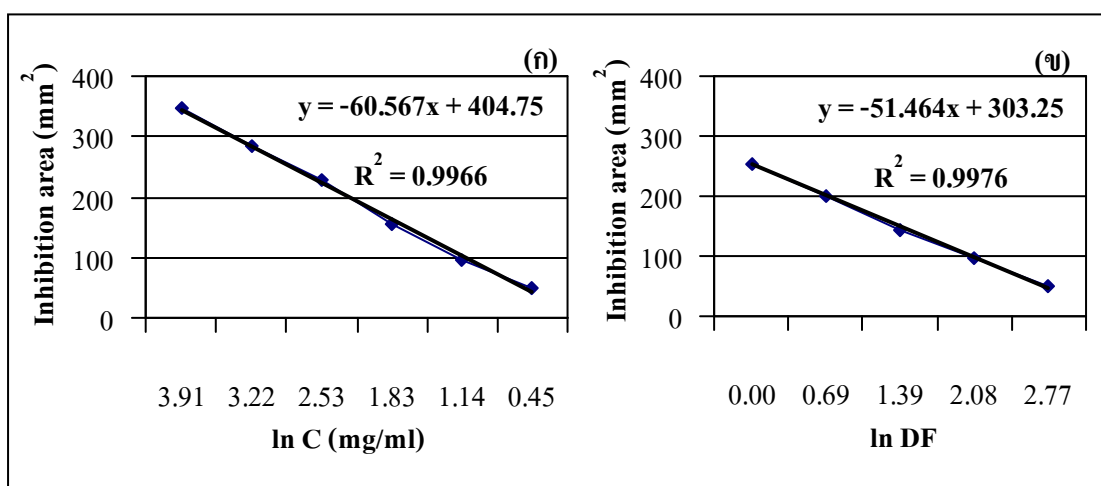 (ก)
Inhibition area (mm²)
400
300
200
100
0
y = -60.567x + 404.75
R² = 0.9966
3.91 3.22 2.53 1.83 1.14 0.45
ln C (mg/ml)
(ข)
Inhibition area (mm²)
400
300
200
100
0
y = -51.464x + 303.25
R² = 0.9976
0.00 0.69 1.39 2.08 2.77
ln DF